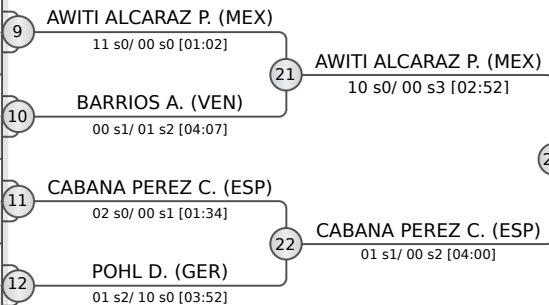 9
AWITI ALCARAZ P. (MEX)
11 s0/ 00 s0 [01:02]
21
AWITI ALCARAZ P. (MEX)
10 s0/ 00 s3 [02:52]
10
BARRIOS A. (VEN)
00 s1/ 01 s2 [04:07]
11
CABANA PEREZ C. (ESP)
02 s0/ 00 s1 [01:34]
22
CABANA PEREZ C. (ESP)
01 s1/ 00 s2 [04:00]
12
POHL D. (GER)
01 s2/ 10 s0 [03:52]